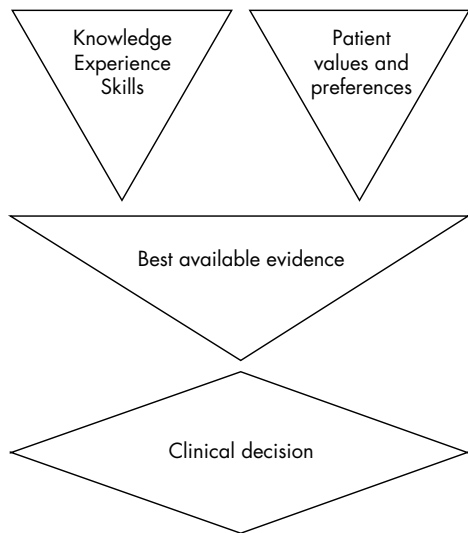 Knowledge
Experience
Skills
Patient
values and
preferences
Best available evidence
Clinical decision